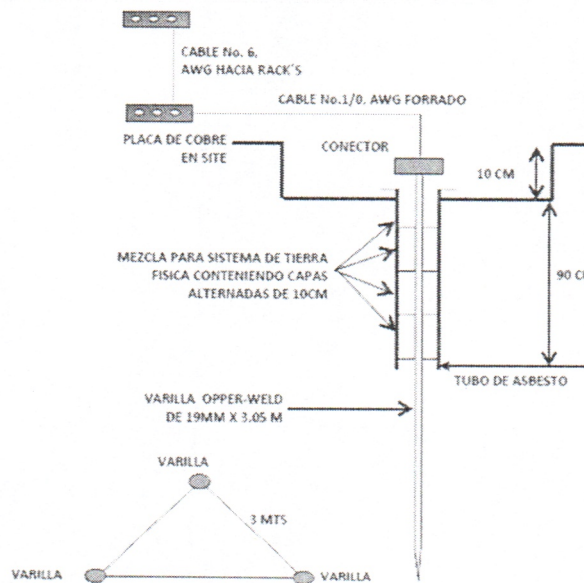 CABLE No. 6,
AWG HACIA RACK´S
CABLE No.1/0, AWG FORRADO
PLACA DE COBRE
EN SITE
CONECTOR
10 CM
MEZCLA PARA SISTEMA DE TIERRA
FISICA CONTENIENDO CAPAS
ALTERNADAS DE 10CM
90 C
TUBO DE ASBESTO
VARILLA OPPER-WELD
DE 19MM X 3.05 M
VARILLA
3 MTS
VARILLA
VARILLA